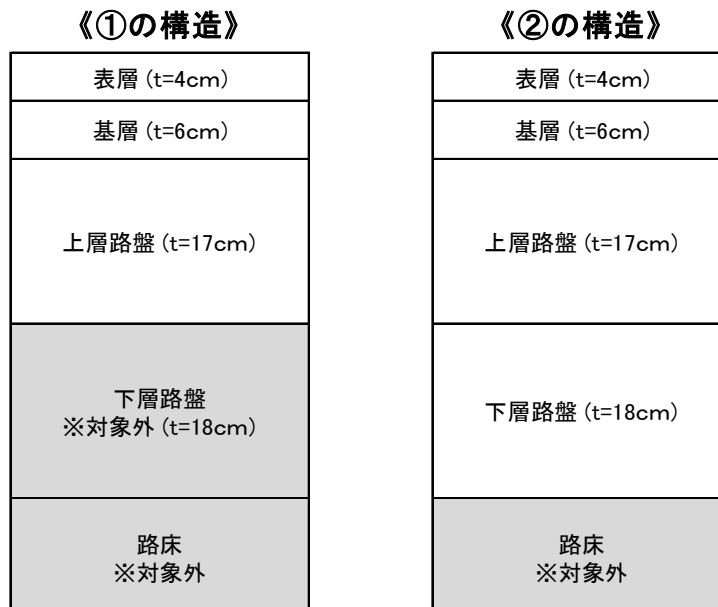 《①の構造》
表層 (t=4cm)
基層 (t=6cm)
上層路盤 (t=17cm)
下層路盤
※対象外 (t=18cm)
路床
※対象外
《②の構造》
表層 (t=4cm)
基層 (t=6cm)
上層路盤 (t=17cm)
下層路盤 (t=18cm)
路床
※対象外